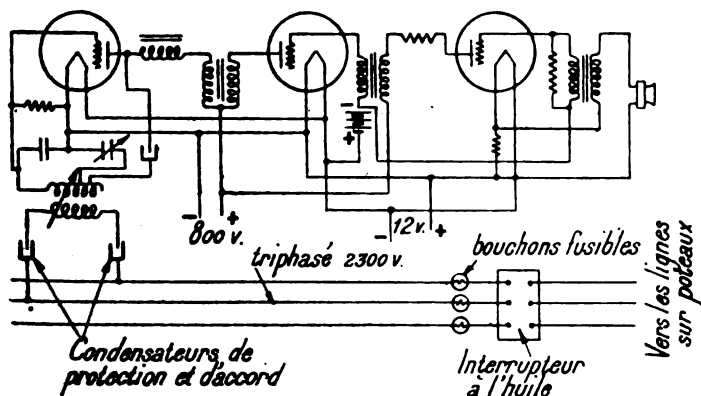 -
+
- 800 v. +
- 12 v. +
triphasé 2300 v.
bouchons fusibles
Vers les lignes
sur poteaux
Condensateurs de
protection et d'accord
Interrupteur
à l'huile